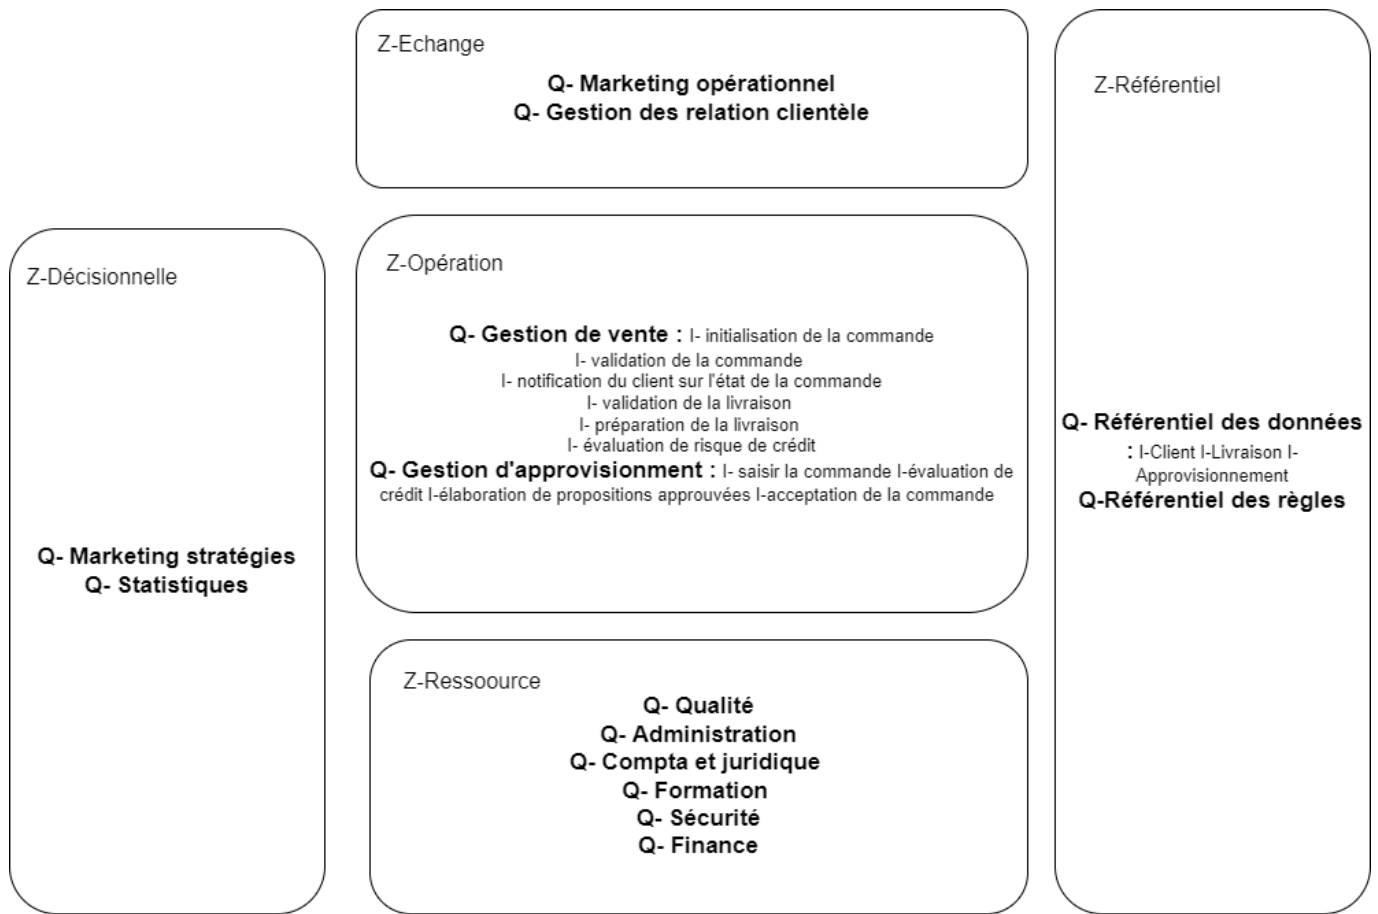 Z-Echange
Q- Marketing opérationnel
Q- Gestion des relation clientèle
Z-Référentiel
Q- Référentiel des données
: I-Client I-Livraison I-
Approvisionnement
Q-Référentiel des règles
Z-Décisionnelle
Q- Marketing stratégies
Q- Statistiques
Z-Opération
Q- Gestion de vente : I- initialisation de la commande
I- validation de la commande
I- notification du client sur l'état de la commande
I- validation de la livraison
I- préparation de la livraison
I- évaluation de risque de crédit
Q- Gestion d'approvisionment : I- saisir la commande I-évaluation de
crédit I-élaboration de propositions approuvées I-acceptation de la commande
Z-Ressoource
Q- Qualité
Q- Administration
Q- Compta et juridique
Q- Formation
Q- Sécurité
Q- Finance